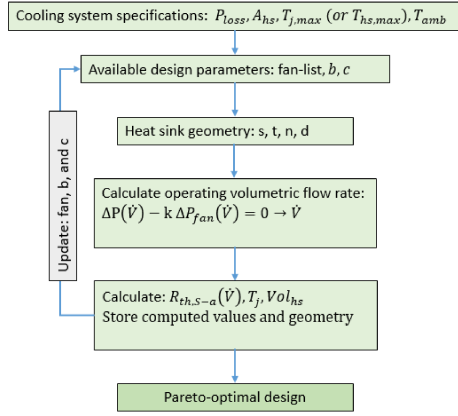 Cooling system specifications: P_loss, A_hs, T_j,max (or T_hs,max), T_amb
Available design parameters: fan-list, b, c
Heat sink geometry: s, t, n, d
Calculate operating volumetric flow rate:
ΔP(V̇) − k ΔP_fan(V̇) = 0 → V̇
Calculate: R_th,S−a(V̇), T_j, Vol_hs
Store computed values and geometry
Update: fan, b, and c
Pareto-optimal design